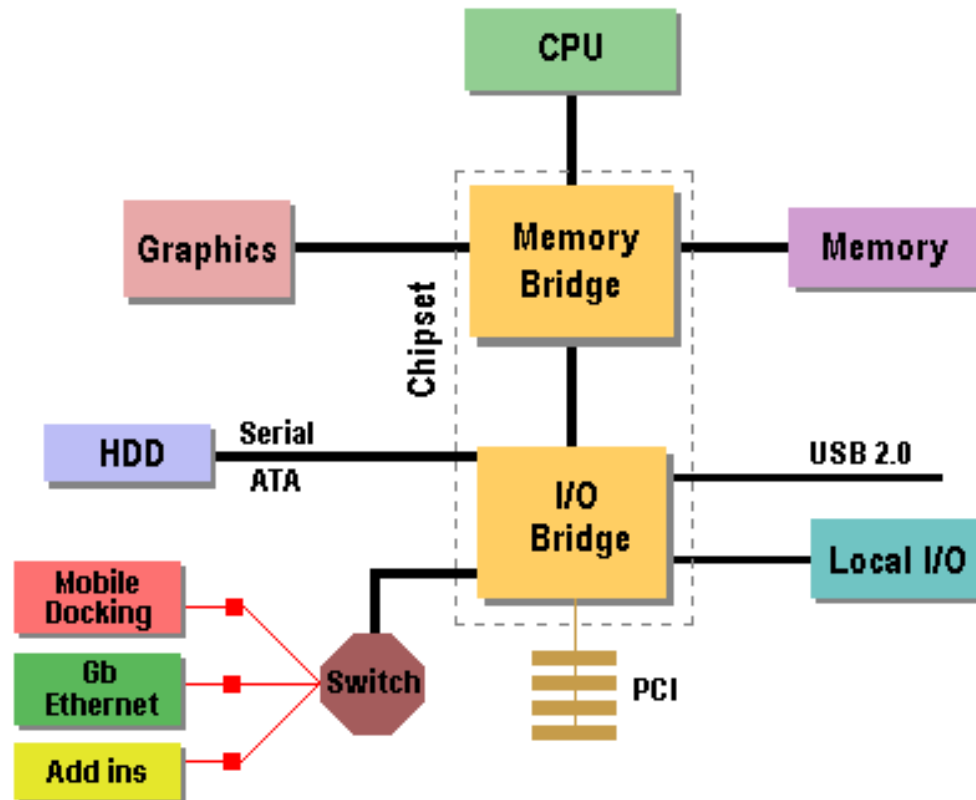 CPU
Graphics
Memory
Bridge
Memory
Chipset
HDD
Serial
ATA
USB 2.0
I/O
Bridge
Local I/O
Mobile
Docking
Gb
Ethernet
Add ins
Switch
PCI